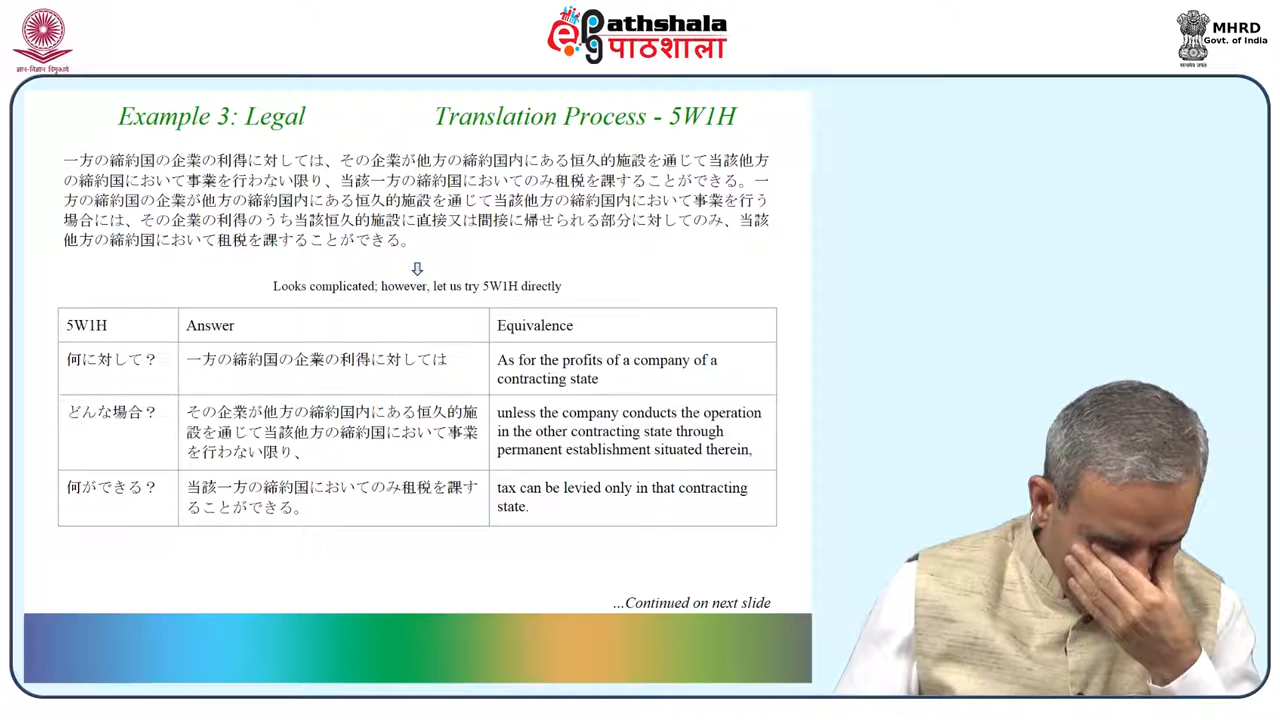 ज्ञान-विज्ञान विमुक्तये
ePathshala
पाठशाला
MHRD
Govt. of India
सत्यमेव जयते
Example 3: Legal Translation Process - 5W1H
一方の締約国の企業の利得に対しては、その企業が他方の締約国内にある恒久的施設を通じて当該他方
の締約国において事業を行わない限り、当該一方の締約国においてのみ租税を課することができる。一
方の締約国の企業が他方の締約国内にある恒久的施設を通じて当該他方の締約国内において事業を行う
場合には、その企業の利得のうち当該恒久的施設に直接又は間接に帰せられる部分に対してのみ、当該
他方の締約国において租税を課することができる。
Looks complicated; however, let us try 5W1H directly
5W1H Answer Equivalence
何に対して？ 一方の締約国の企業の利得に対しては As for the profits of a company of a
contracting state
どんな場合？ その企業が他方の締約国内にある恒久的施 unless the company conducts the operation
設を通じて当該他方の締約国において事業 in the other contracting state through
を行わない限り、 permanent establishment situated therein,
何ができる？ 当該一方の締約国においてのみ租税を課す tax can be levied only in that contracting
ることができる。 state.
...Continued on next slide